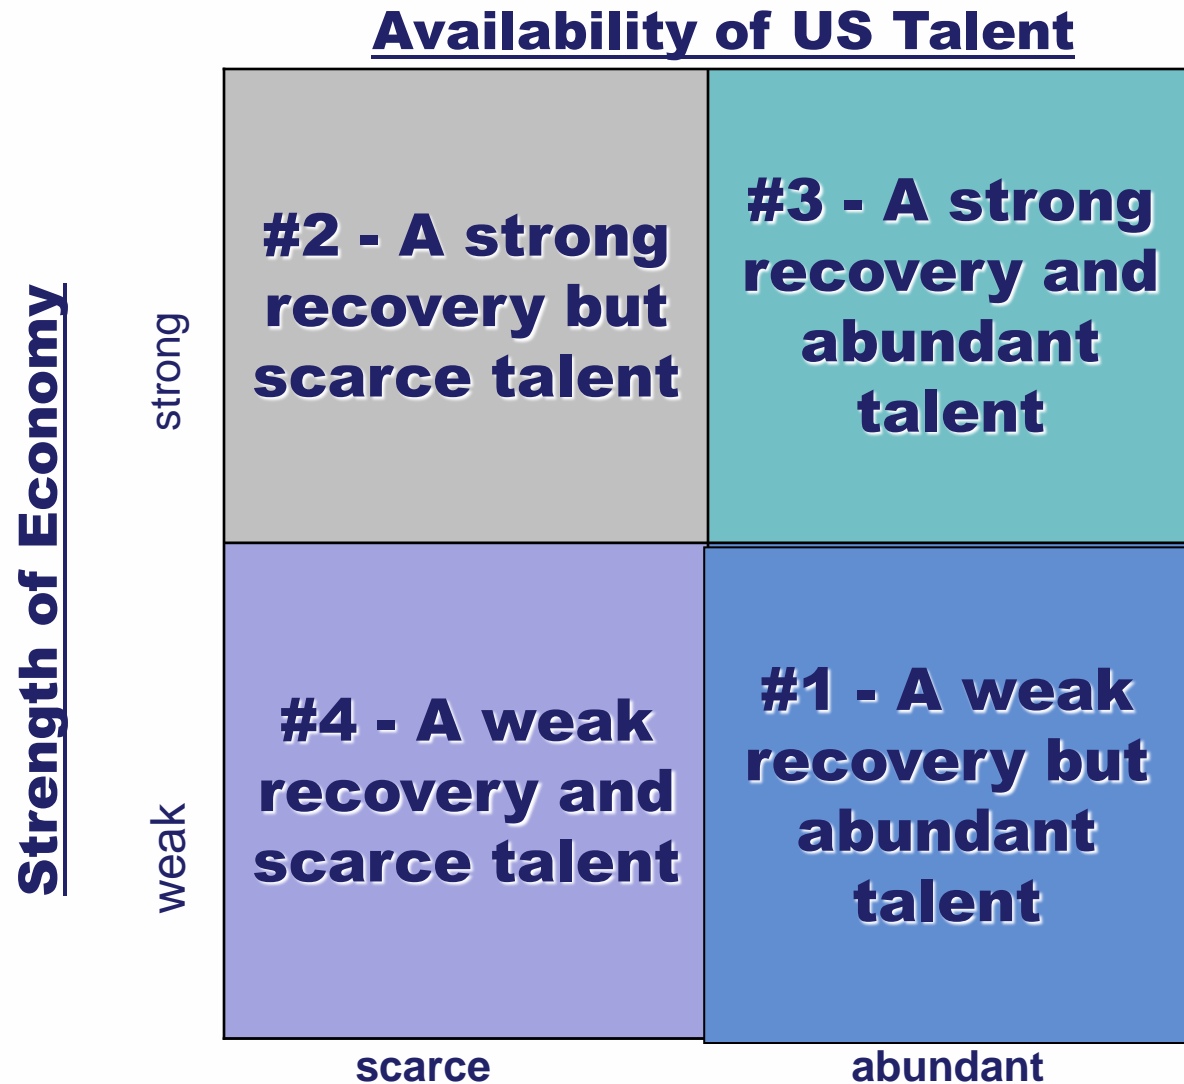 Availability of US Talent
Strength of Economy
strong
weak
#2 - A strong
recovery but
scarce talent
#3 - A strong
recovery and
abundant
talent
#4 - A weak
recovery and
scarce talent
#1 - A weak
recovery but
abundant
talent
scarce
abundant